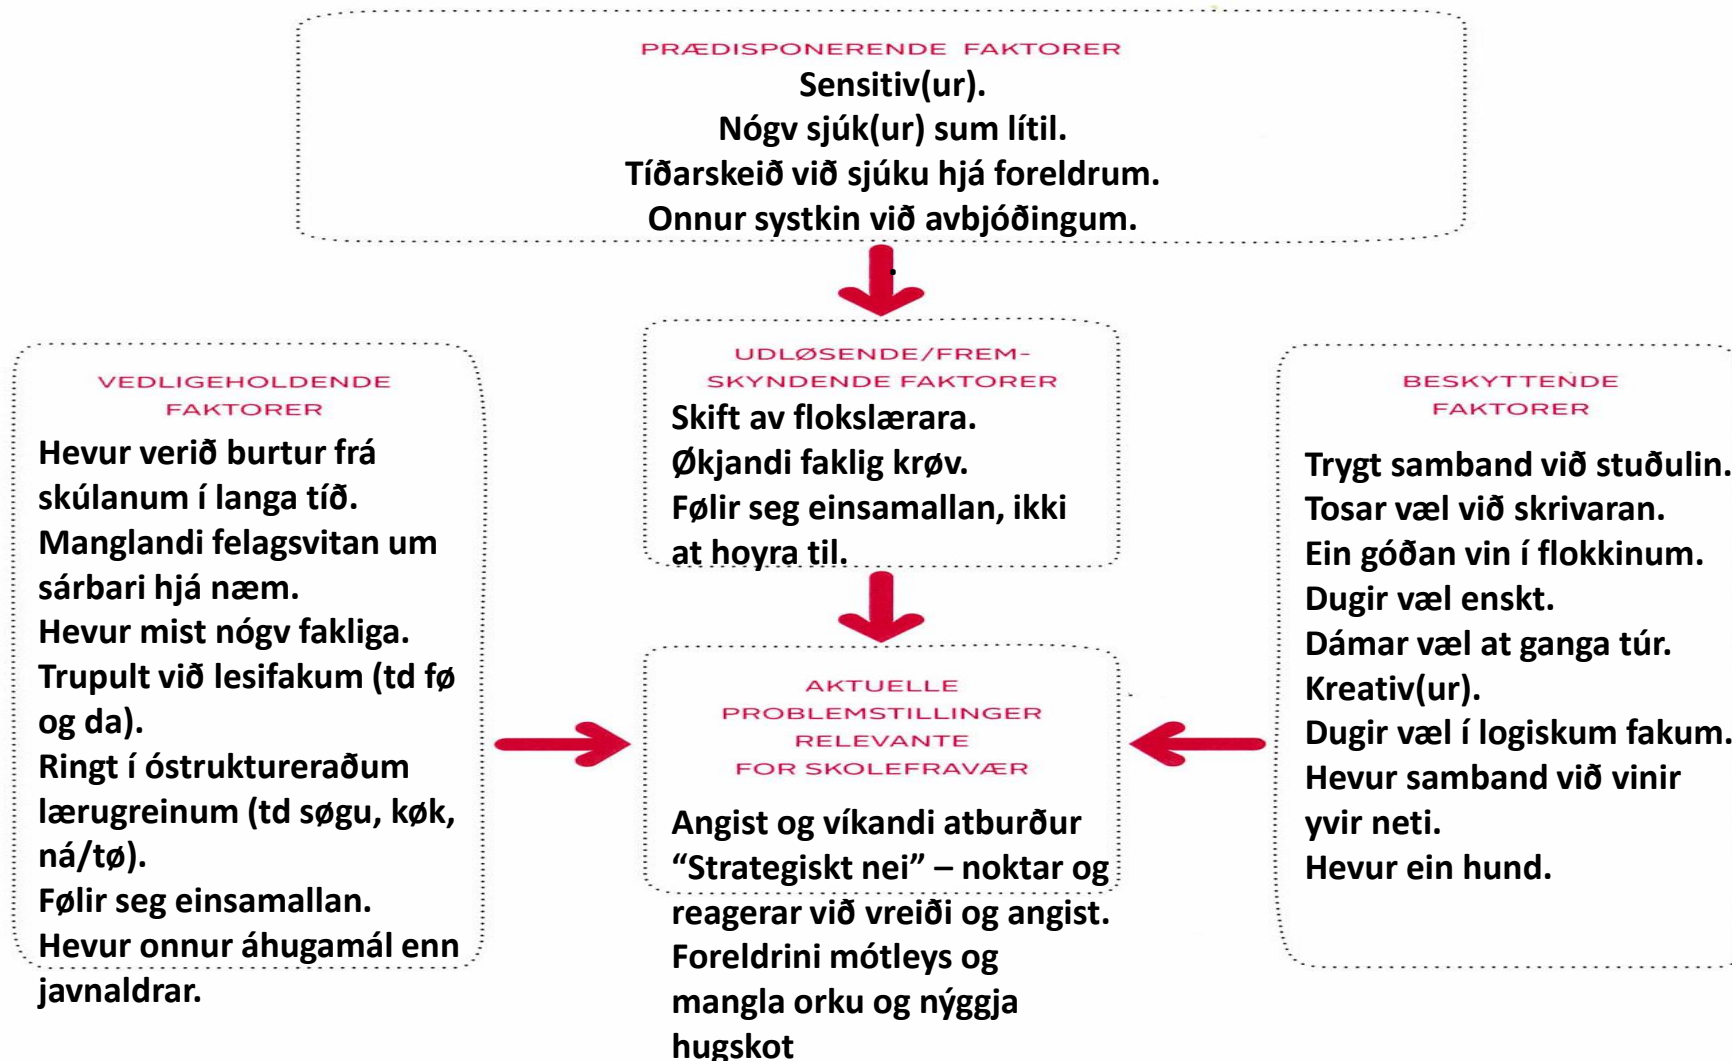 PRÆDISPONERENDE FAKTORER
Sensitiv(ur).
Nógv sjúk(ur) sum lítil.
Tíðarskeið við sjúku hjá foreldrum.
Onnur systkin við avbjóðingum.
.
VEDLIGEHOLDENDE
FAKTORER
Hevur verið burtur frá
skúlanum í langa tíð.
Manglandi felagsvitan um
sárbari hjá næm.
Hevur mist nógv fakliga.
Trupult við lesifakum (td fø
og da).
Ringt í óstruktureraðum
lærugreinum (td søgu, køk,
ná/tø).
Følir seg einsamallan.
Hevur onnur áhugamál enn
javnaldrar.
UDLØSENDE/FREM-
SKYNDENDE FAKTORER
Skift av flokslærara.
Økjandi faklig krøv.
Følir seg einsamallan, ikki
at hoyra til.
AKTUELLE
PROBLEMSTILLINGER
RELEVANTE
FOR SKOLEFRAVÆR
Angist og víkandi atburður
“Strategiskt nei” – noktar og
reagerar við vreiði og angist.
Foreldrini mótleys og
mangla orku og nýggja
hugskot
BESKYTTENDE
FAKTORER
Trygt samband við stuðulin.
Tosar væl við skrivaran.
Ein góðan vin í flokkinum.
Dugir væl enskt.
Dámar væl at ganga túr.
Kreativ(ur).
Dugir væl í logiskum fakum.
Hevur samband við vinir
yvir neti.
Hevur ein hund.